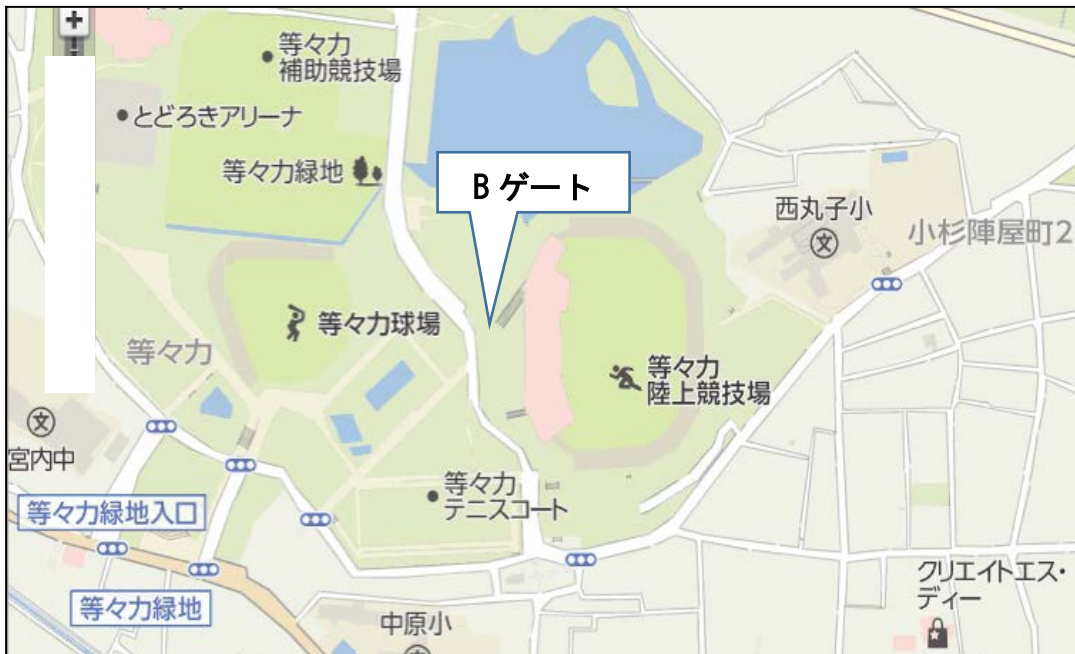 等々力
補助競技場
とどろきアリーナ
等々力緑地
Bゲート
西丸子小
文
小杉陣屋町2
等々力球場
等々力
等々力
陸上競技場
文
宮内中
等々力
テニスコート
等々力緑地入口
等々力緑地
中原小
クリエイトエス・
ディー